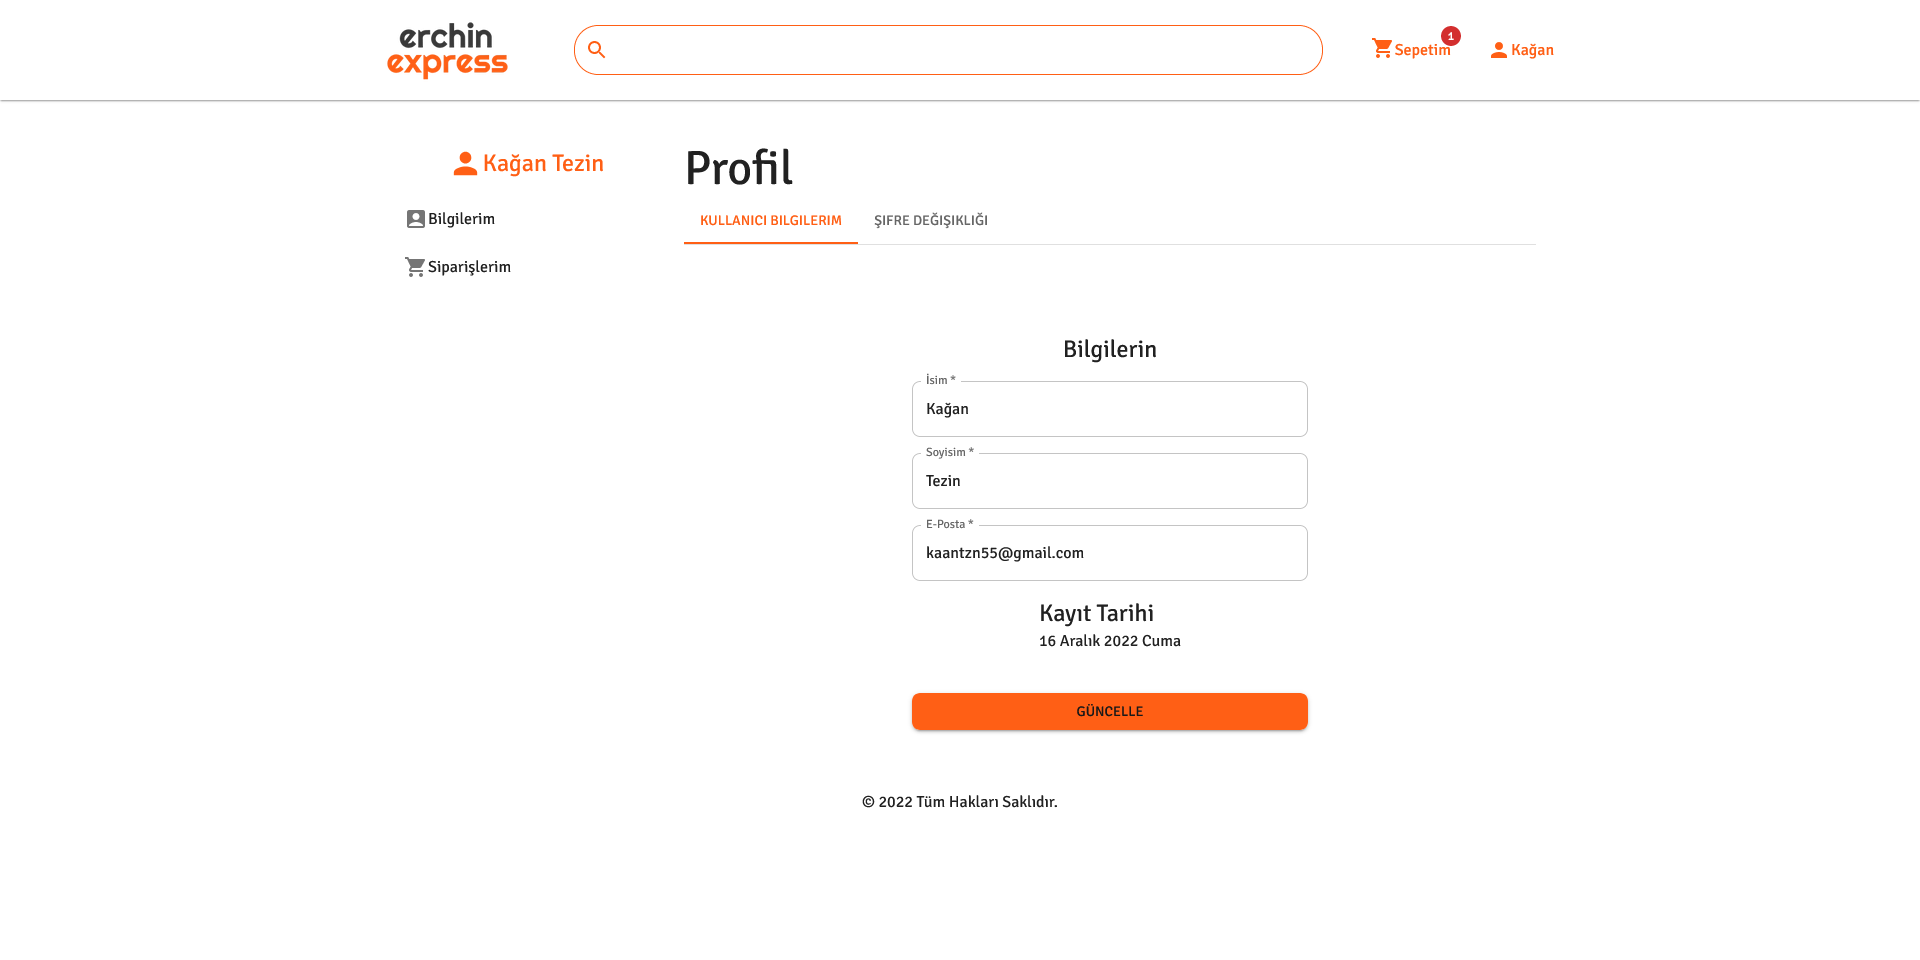 erchin
express
1
Sepetim
Kağan
Kağan Tezin
Bilgilerim
Siparişlerim
Profil
KULLANICI BILGILERIM
ŞIFRE DEĞIŞIKLIĞI
Bilgilerin
İsim *
Kağan
Soyisim *
Tezin
E-Posta *
kaantzn55@gmail.com
Kayıt Tarihi
16 Aralık 2022 Cuma
GÜNCELLE
© 2022 Tüm Hakları Saklıdır.